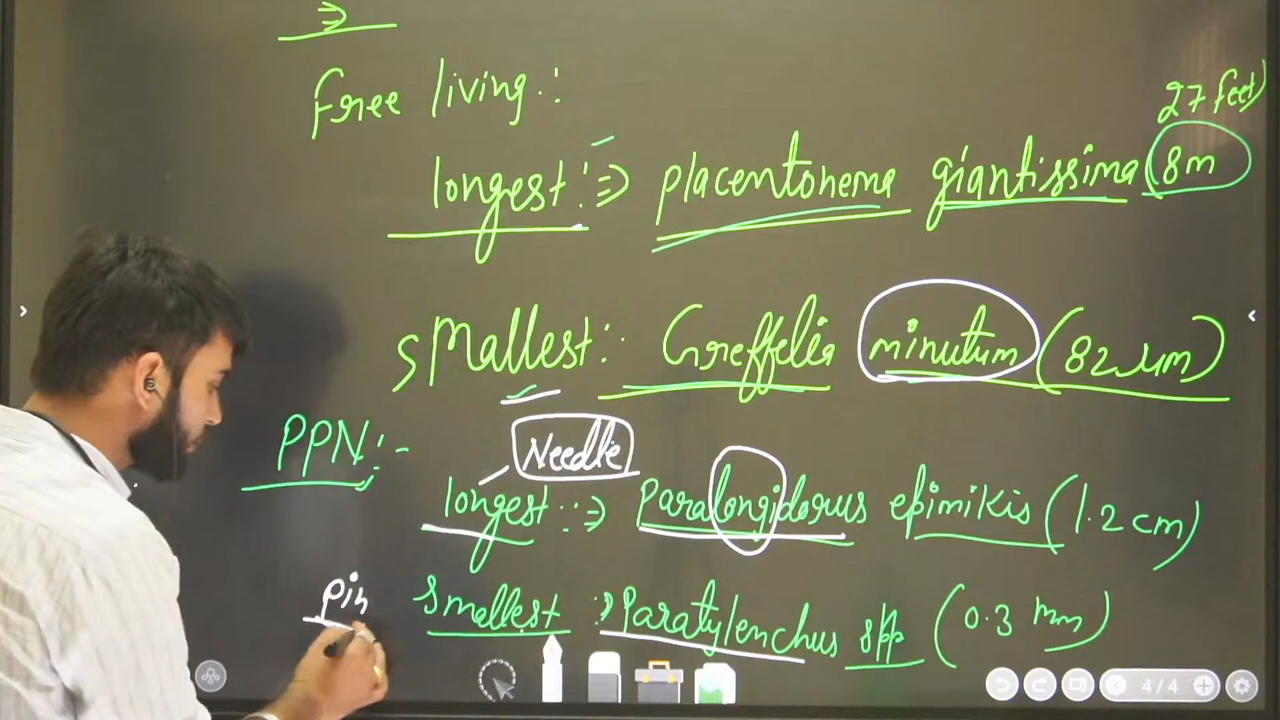 Free living :
27 feet)
longest :⇒ placentonema giantissima (8m
smallest: Greffelia minutum (82 um)
PPN :-
Needle
longest :⇒ Paralongidorus epimikis (1.2 cm)
Pin
smallest :⇒ Paratylenchus spp (0.3 mm)
4/4